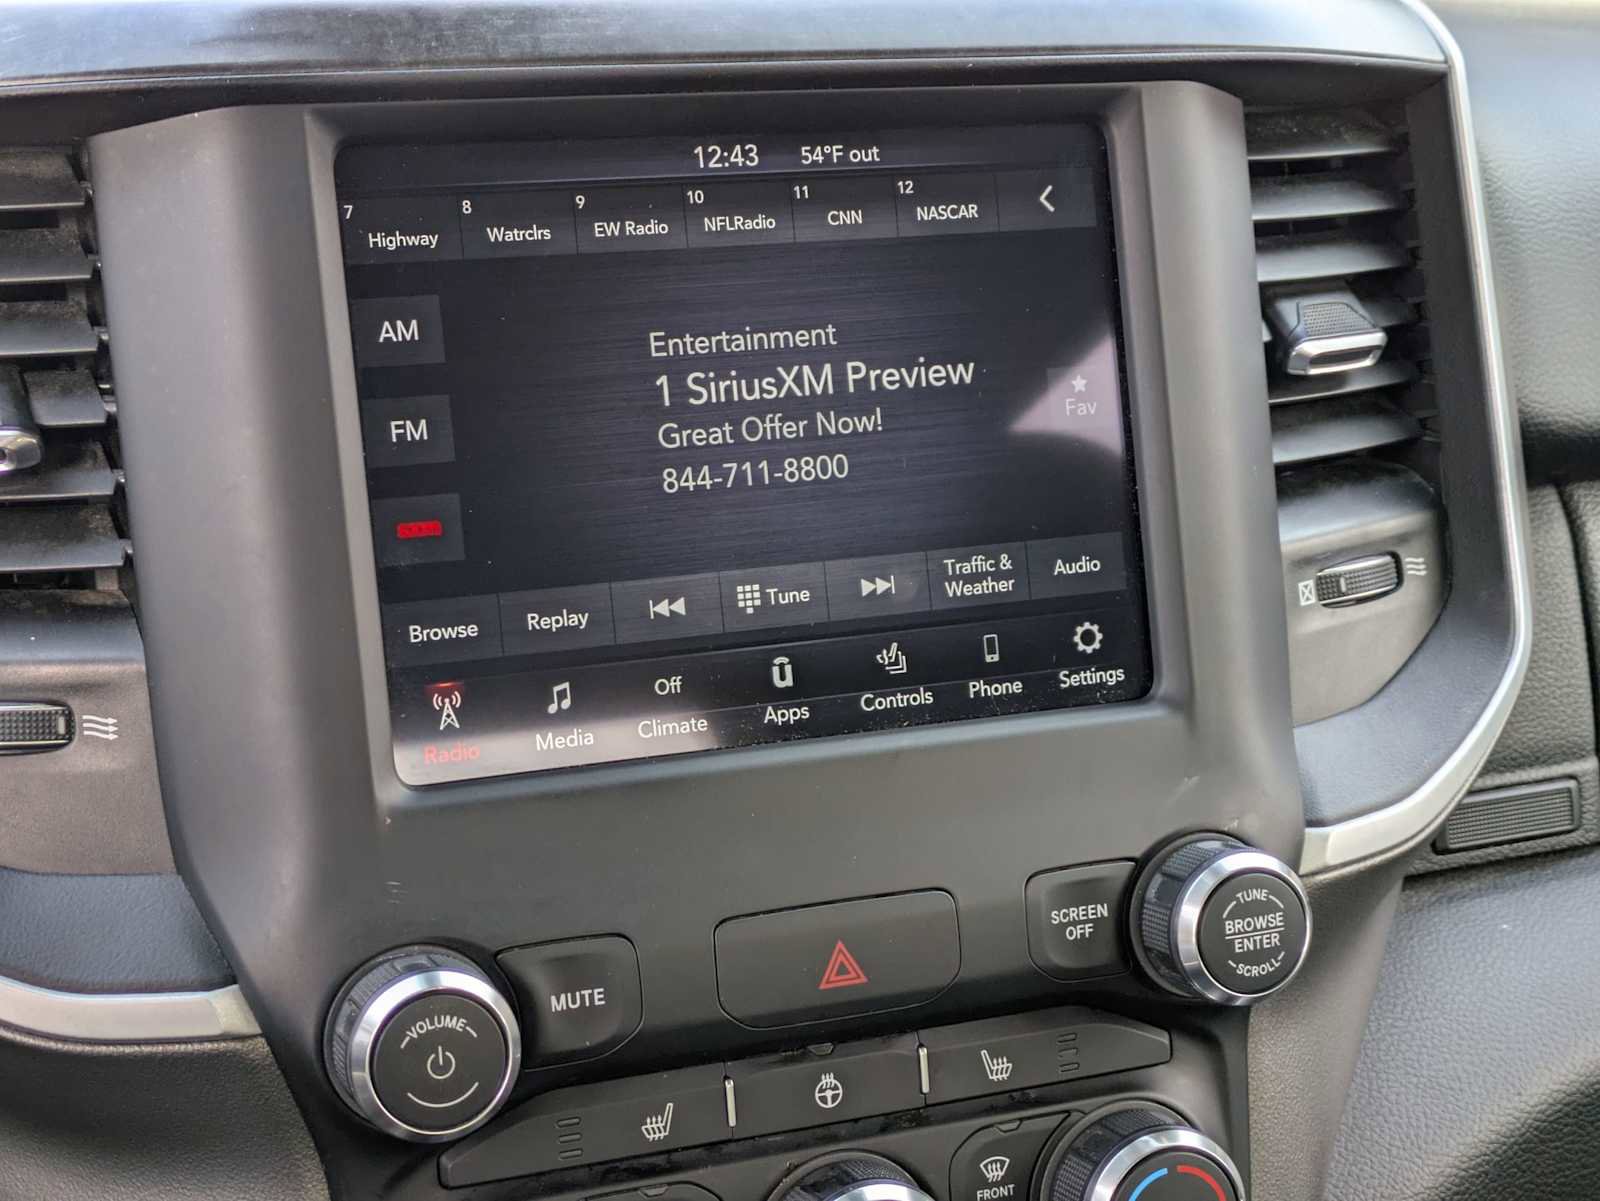 12:43 54°F out
7 Highway 8 Watrclrs 9 EW Radio 10 NFLRadio 11 CNN 12 NASCAR
AM
FM
Entertainment
1 SiriusXM Preview
Great Offer Now!
844-711-8800
Fav
Browse Replay Tune Traffic & Weather Audio
Radio Media Off Climate Apps Controls Phone Settings
VOLUME
MUTE
SCREEN
OFF
TUNE
BROWSE
ENTER
SCROLL
FRONT